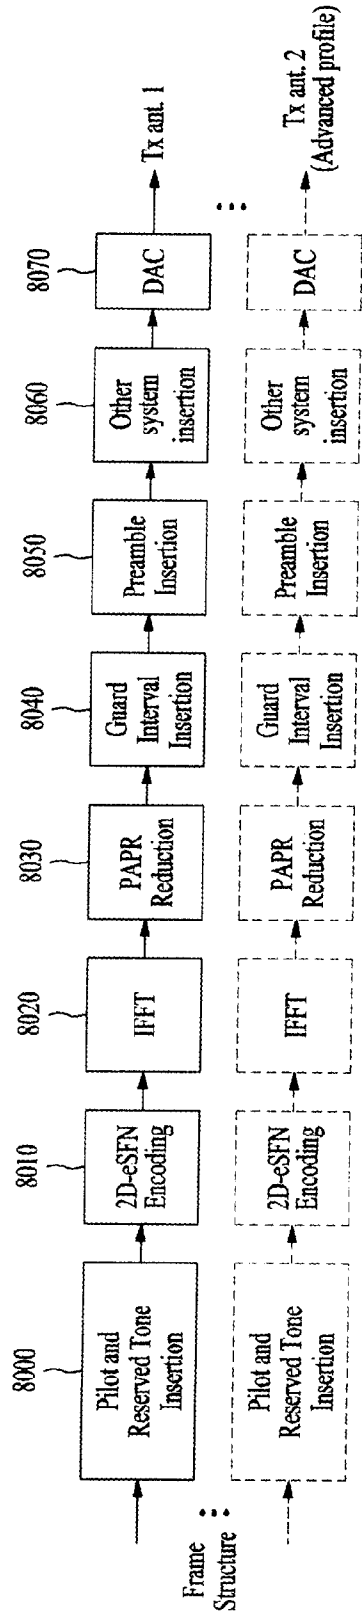 Frame
Structure
8000
Pilot and
Reserved Tone
Insertion
8010
2D-eSFN
Encoding
8020
IFFT
8030
PAPR
Reduction
8040
Guard
Interval
Insertion
8050
Preamble
Insertion
8060
Other
system
insertion
8070
DAC
Tx ant. 1
Pilot and
Reserved Tone
Insertion
2D-eSFN
Encoding
IFFT
PAPR
Reduction
Guard
Interval
Insertion
Preamble
Insertion
Other
system
insertion
DAC
Tx ant. 2
(Advanced profile)